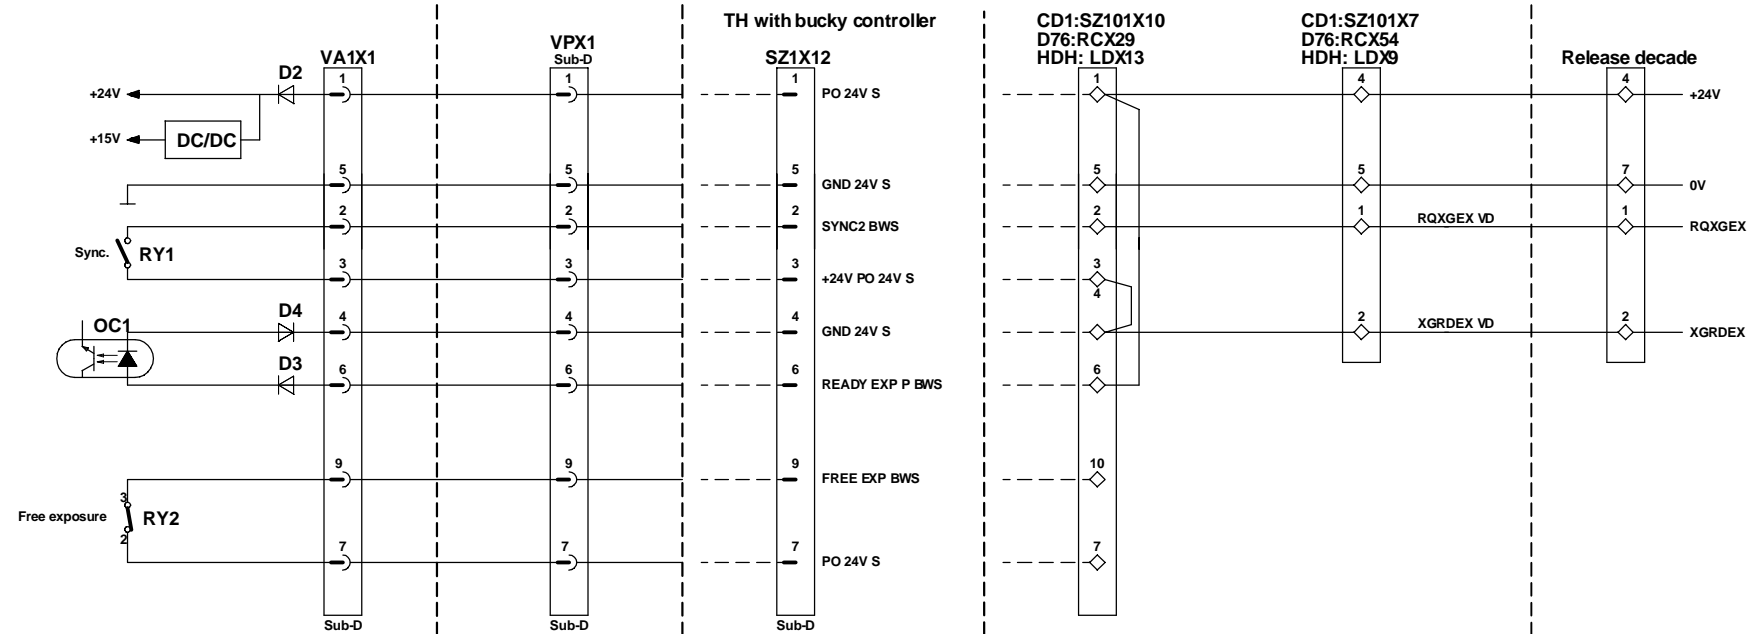 TH with bucky controller
CD1:SZ101X10
D76:RCX29
HDH: LDX13
CD1:SZ101X7
D76:RCX54
HDH: LDX9
VA1X1
VPX1
Sub-D
SZ1X12
Release decade
+24V
D2
1
1
1
PO 24V S
1
4
4
+24V
+15V
DC/DC
5
5
5
GND 24V S
5
5
7
0V
2
2
2
SYNC2 BWS
2
1
RQXGEX VD
1
RQXGEX
Sync.
RY1
3
3
3
+24V PO 24V S
3
4
OC1
D4
4
4
4
GND 24V S
2
XGRDEX VD
2
XGRDEX
D3
6
6
6
READY EXP P BWS
6
9
9
9
FREE EXP BWS
10
Free exposure
3
RY2
2
7
7
7
PO 24V S
7
Sub-D
Sub-D
Sub-D